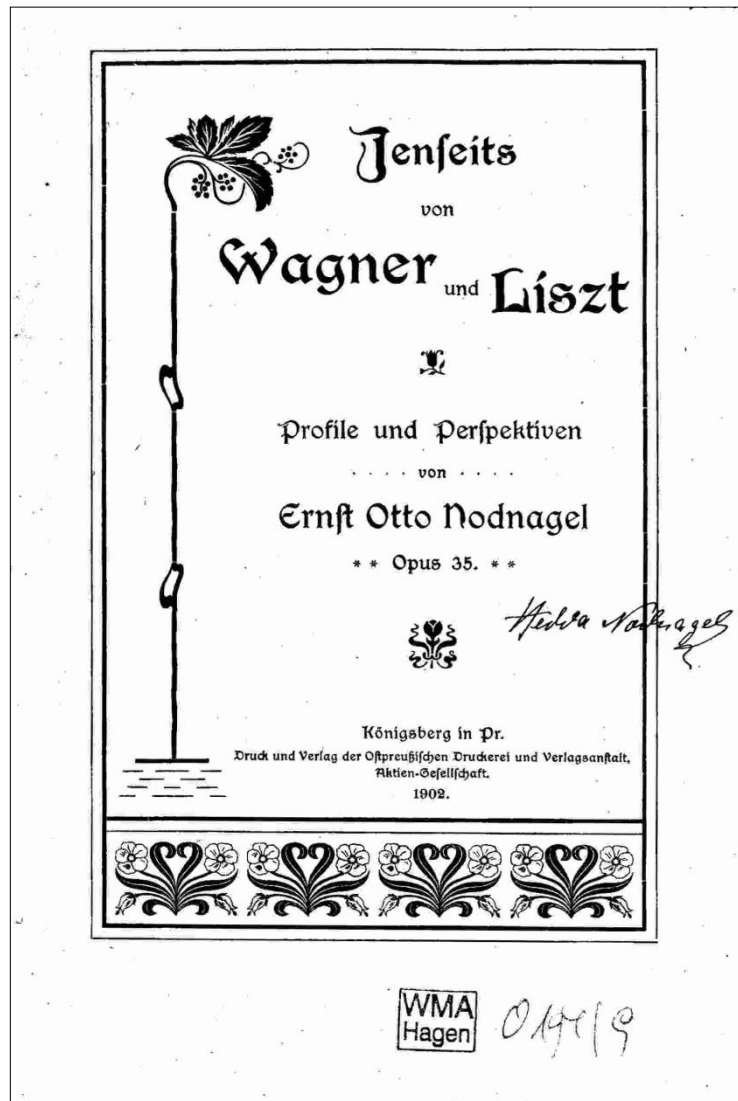 Jenſeits
von
Wagner und Liszt
Profile und Perſpektiven
. . . . von . . . .
Ernſt Otto Nodnagel
* * Opus 35. * *
Nodnagel
Königsberg in Pr.
Druck und Verlag der Oſtpreußiſchen Druckerei und Verlagsanſtalt,
Aktien-Geſellſchaft.
1902.
WMA
Hagen